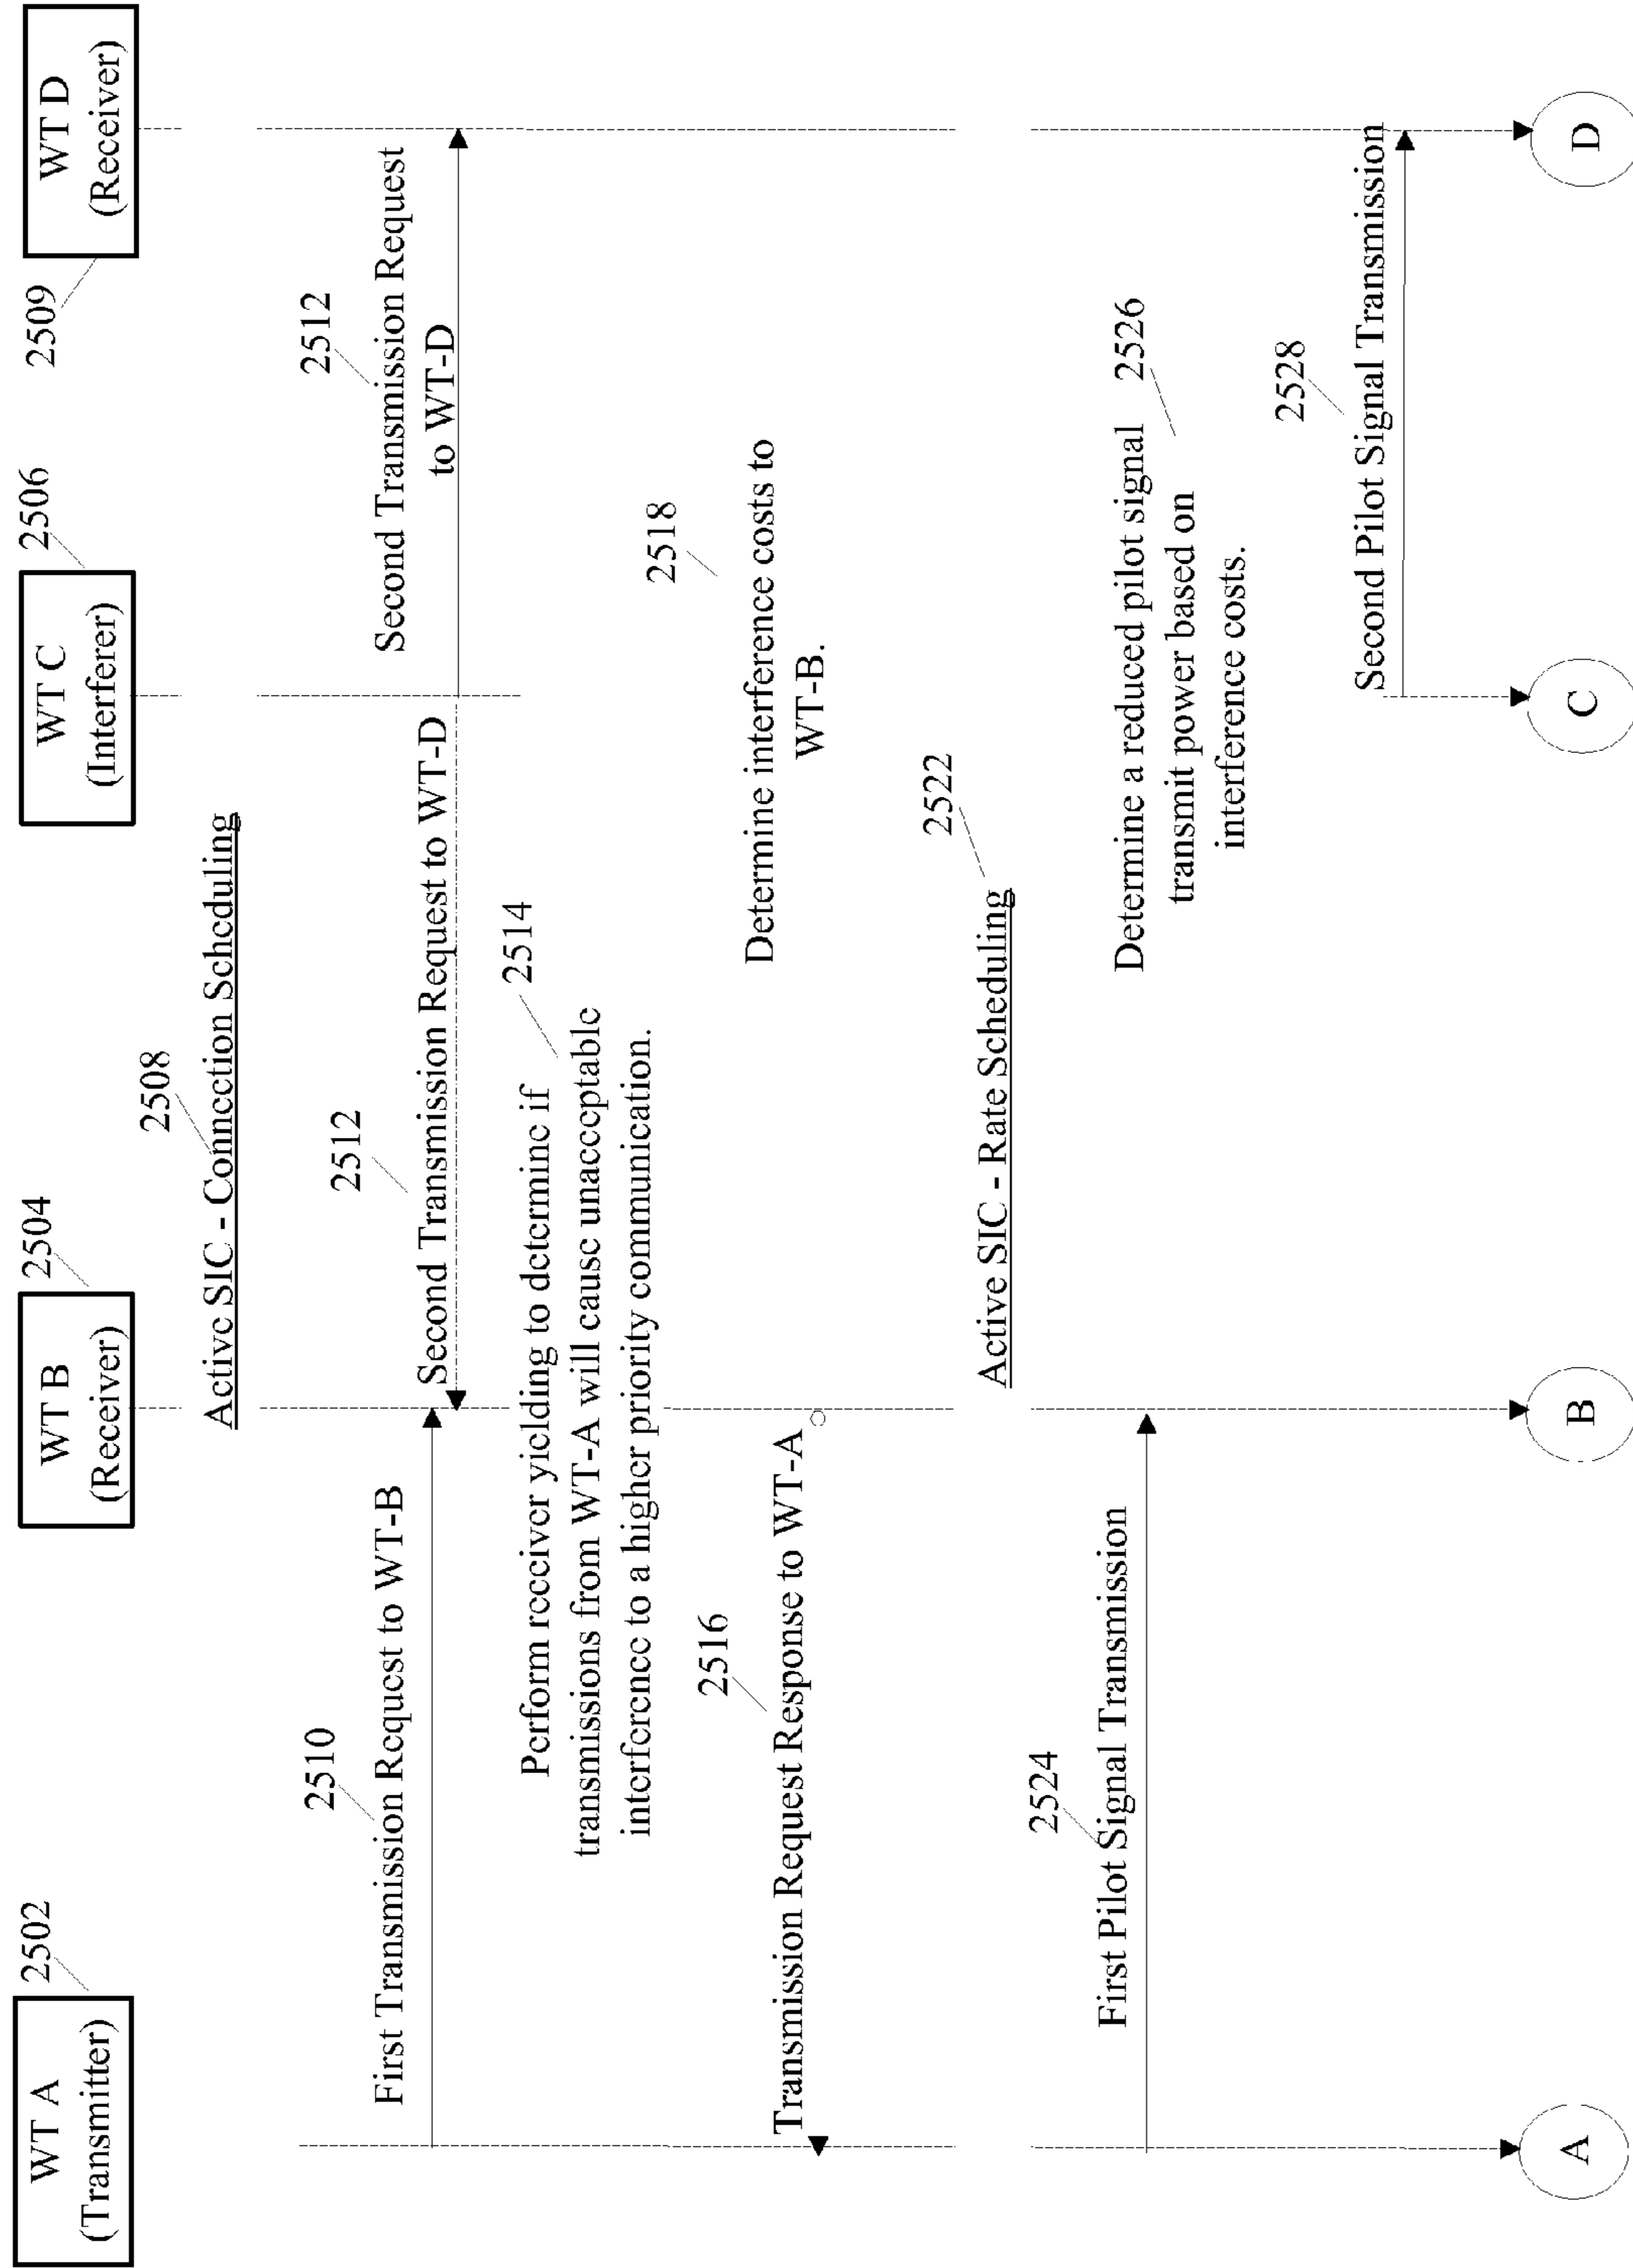 WT A
(Transmitter)
2502
WT B
(Receiver)
2504
WT C
(Interferer)
2506
WT D
(Receiver)
2509
2508
Active SIC - Connection Scheduling
2510
First Transmission Request to WT-B
2512
Second Transmission Request to WT-D
2512
Second Transmission Request
to WT-D
2514
Perform receiver yielding to determine if
transmissions from WT-A will cause unacceptable
interference to a higher priority communication.
2516
Transmission Request Response to WT-A
2518
Determine interference costs to
WT-B.
2522
Active SIC - Rate Scheduling
2524
First Pilot Signal Transmission
2526
Determine a reduced pilot signal
transmit power based on
interference costs.
2528
Second Pilot Signal Transmission
A
B
C
D